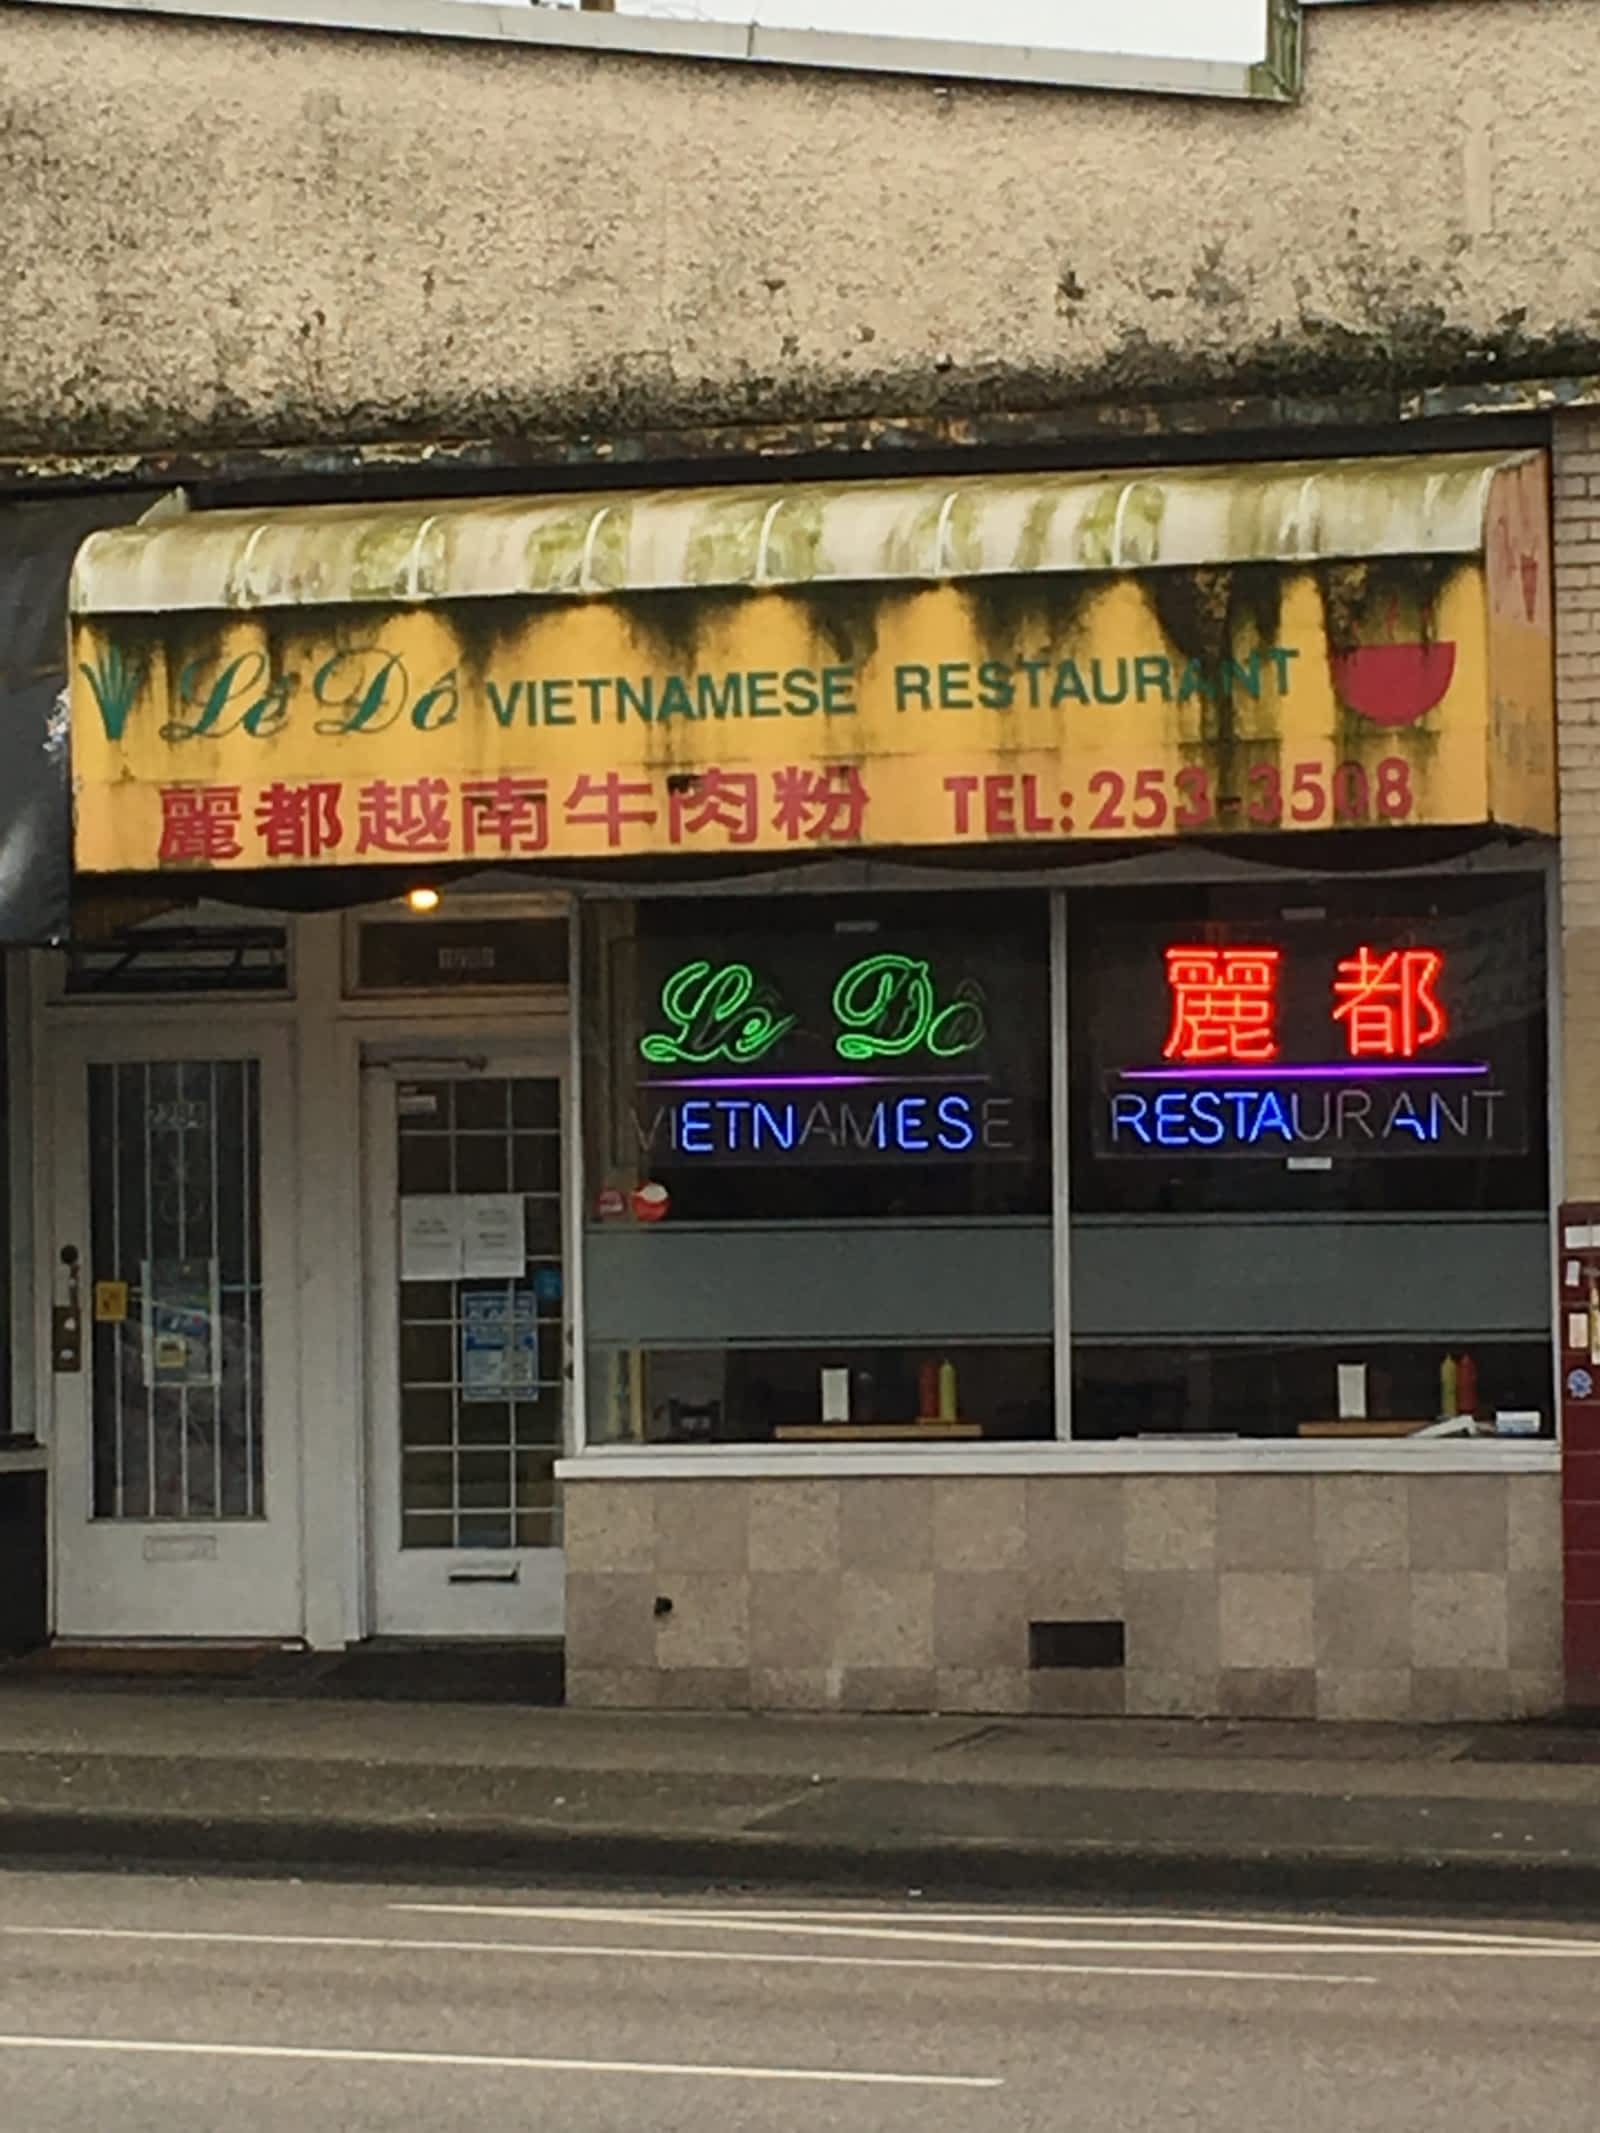 Lê Đô VIETNAMESE RESTAURANT
麗都越南牛肉粉 TEL: 253-3508
Lê Đô
VIETNAMESE
麗都
RESTAURANT